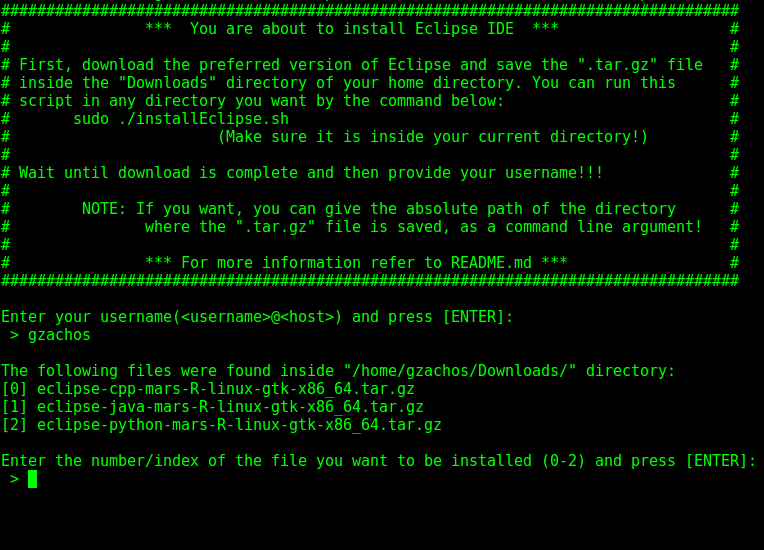 ##################################################################################
#               ***  You are about to install Eclipse IDE  ***                   #
#                                                                                #
# First, download the preferred version of Eclipse and save the ".tar.gz" file   #
# inside the "Downloads" directory of your home directory. You can run this      #
# script in any directory you want by the command below:                         #
#       sudo ./installEclipse.sh                                                 #
#                       (Make sure it is inside your current directory!)         #
#                                                                                #
# Wait until download is complete and then provide your username!!!              #
#                                                                                #
#        NOTE: If you want, you can give the absolute path of the directory      #
#               where the ".tar.gz" file is saved, as a command line argument!   #
#                                                                                #
#               *** For more information refer to README.md ***                  #
##################################################################################
Enter your username(<username>@<host>) and press [ENTER]:
 > gzachos
The following files were found inside "/home/gzachos/Downloads/" directory:
[0] eclipse-cpp-mars-R-linux-gtk-x86_64.tar.gz
[1] eclipse-java-mars-R-linux-gtk-x86_64.tar.gz
[2] eclipse-python-mars-R-linux-gtk-x86_64.tar.gz
Enter the number/index of the file you want to be installed (0-2) and press [ENTER]:
 >